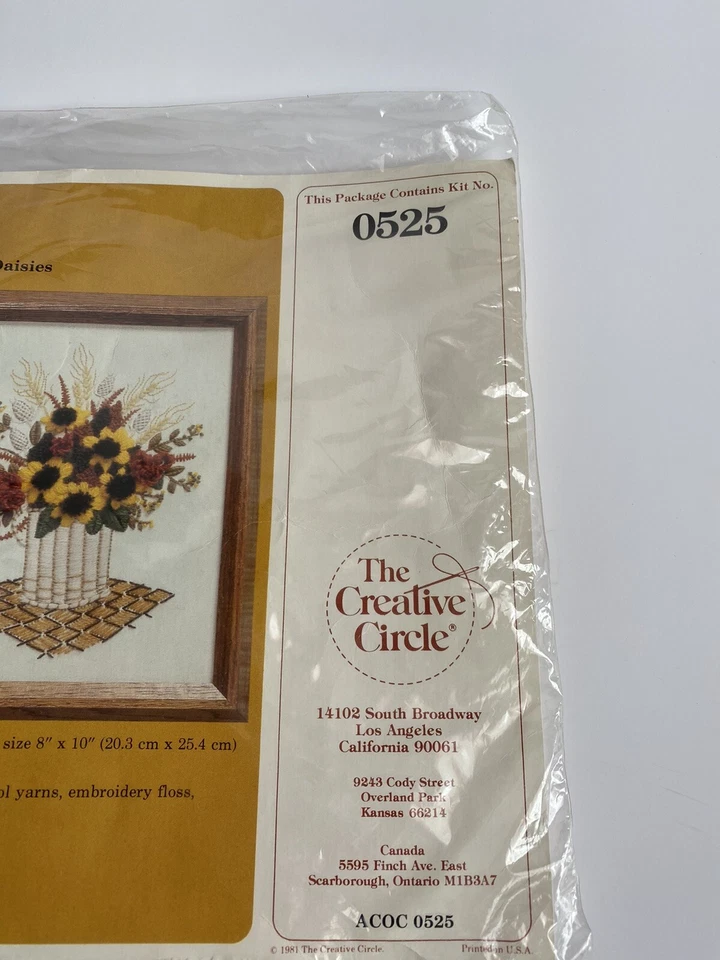 Daisies
size 8" x 10" (20.3 cm x 25.4 cm)
yarns, embroidery floss,
This Package Contains Kit No.
0525
The
Creative
Circle®
14102 South Broadway
Los Angeles
California 90061
9243 Cody Street
Overland Park
Kansas 66214
Canada
5595 Finch Ave. East
Scarborough, Ontario M1B3A7
ACOC 0525
© 1981 The Creative Circle.
Printed in U.S.A.